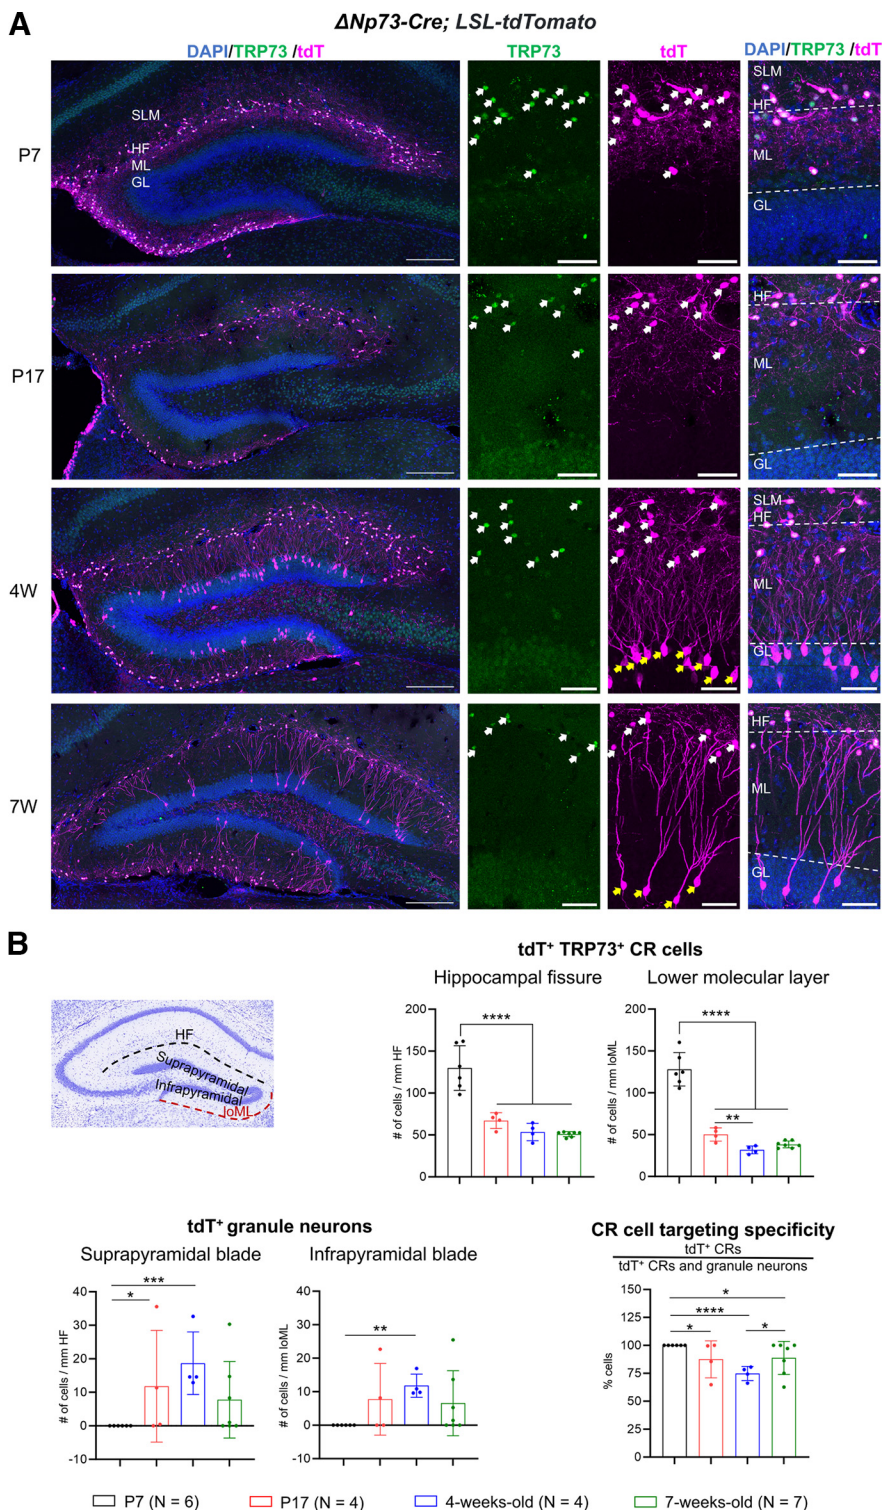 A
ΔNp73-Cre; LSL-tdTomato
DAPI/TRP73 /tdT
TRP73
tdT
DAPI/TRP73 /tdT
P7
SLM
HF
ML
GL
SLM
HF
ML
GL
P17
HF
ML
GL
4W
SLM
HF
ML
GL
7W
HF
ML
GL
B
tdT⁺ TRP73⁺ CR cells
HF
Suprapyramidal
Infrapyramidal
loML
Hippocampal fissure
# of cells / mm HF
200
150
100
50
0
****
Lower molecular layer
# of cells / mm loML
200
150
100
50
0
****
**
tdT⁺ granule neurons
Suprapyramidal blade
# of cells / mm HF
40
30
20
10
0
-10
***
*
Infrapyramidal blade
# of cells / mm loML
40
30
20
10
0
-10
**
CR cell targeting specificity
tdT⁺ CRs
tdT⁺ CRs and granule neurons
% cells
150
125
100
75
50
25
0
*
****
*
*
P7 (N = 6)
P17 (N = 4)
4-weeks-old (N = 4)
7-weeks-old (N = 7)